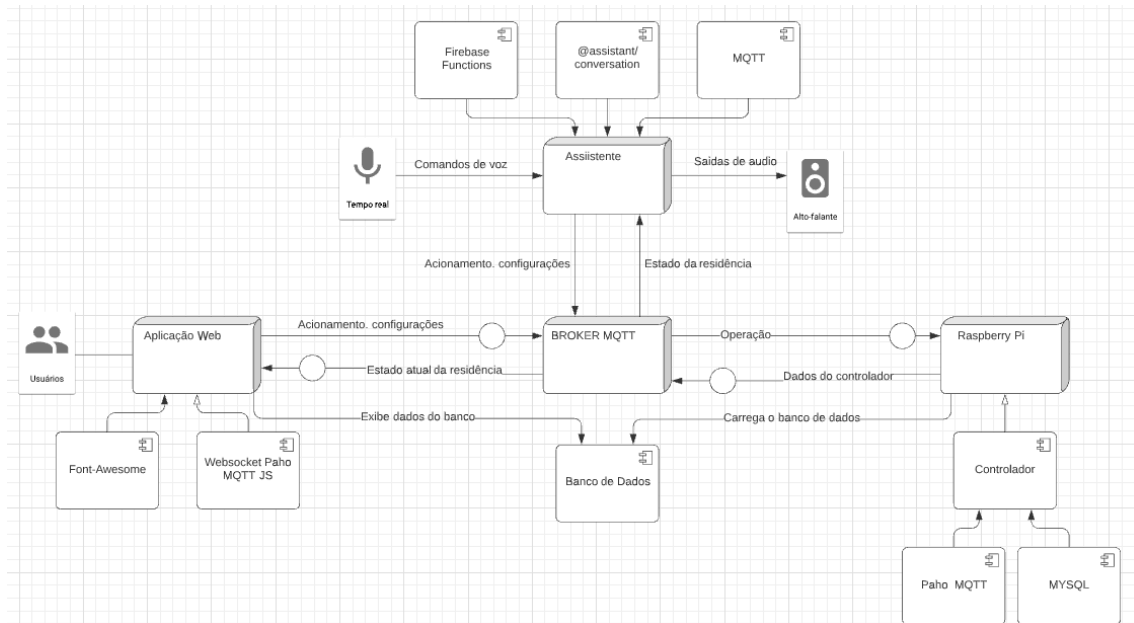 Firebase
Functions
@assistant/
conversation
MQTT
Assiistente
Comandos de voz
Saidas de audio
Tempo real
Alto-falante
Acionamento. configurações
Estado da residência
Aplicação Web
Acionamento. configurações
BROKER MQTT
Operação
Raspberry Pi
Usuários
Estado atual da residência
Dados do controlador
Exibe dados do banco
Carrega o banco de dados
Font-Awesome
Websocket Paho
MQTT JS
Banco de Dados
Controlador
Paho MQTT
MYSQL